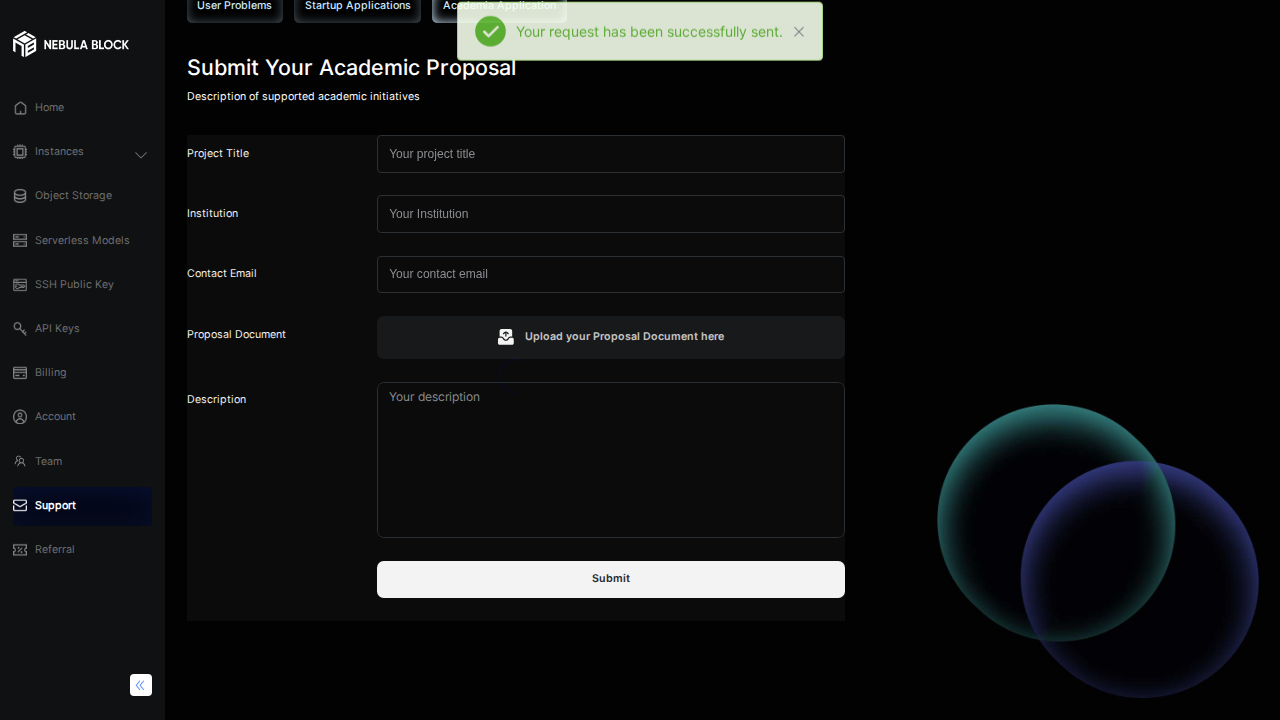 User Problems
Startup Applications
Academia Application
Your request has been successfully sent.
NEBULA BLOCK
Submit Your Academic Proposal
Description of supported academic initiatives
Home
Instances
Object Storage
Serverless Models
SSH Public Key
API Keys
Billing
Account
Team
Support
Referral
Project Title
Your project title
Institution
Your Institution
Contact Email
Your contact email
Proposal Document
Upload your Proposal Document here
Description
Your description
Submit